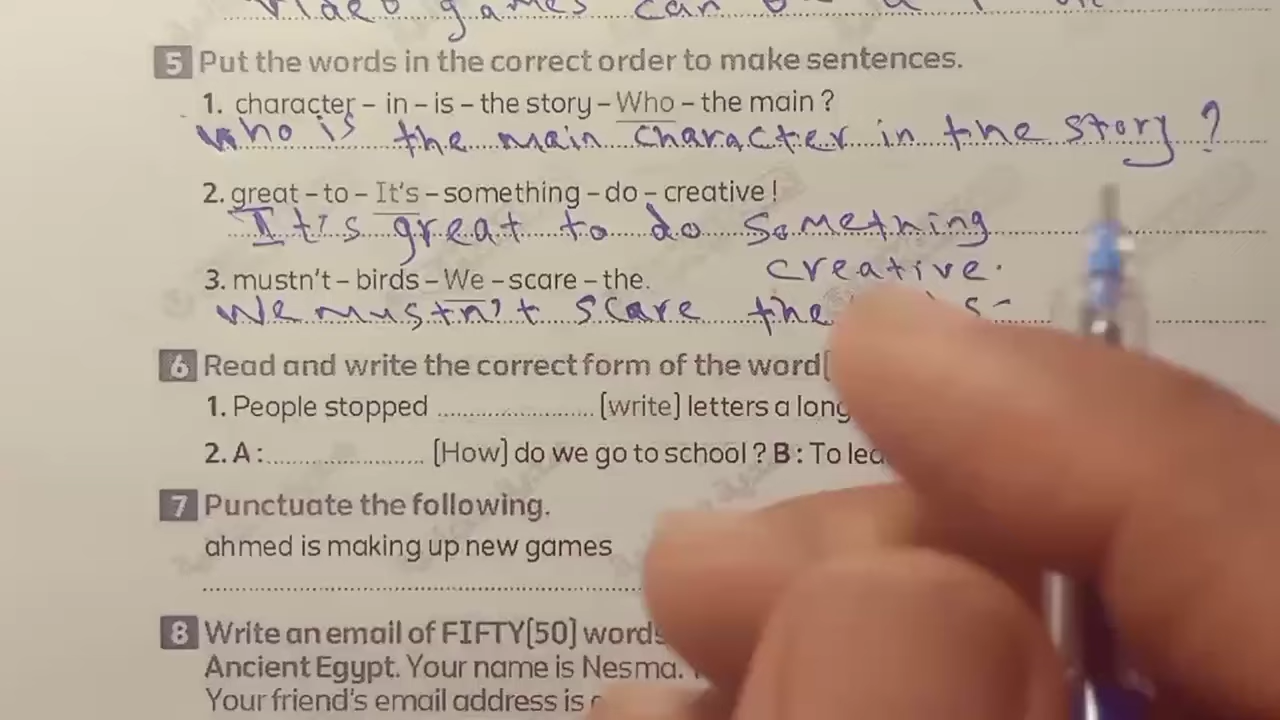 video games can
5 Put the words in the correct order to make sentences.
1. character – in – is – the story – Who – the main ?
Who is the main character in the story ?
2. great – to – It's – something – do – creative !
It's great to do something
creative.
3. mustn't – birds – We – scare – the.
We mustn't scare the
6 Read and write the correct form of the word
1. People stopped ........................ [write] letters a long
2. A : ........................ [How] do we go to school ? B : To
7 Punctuate the following.
ahmed is making up new games
8 Write an email of FIFTY[50] words
Ancient Egypt. Your name is Nesma.
Your friend's email address is